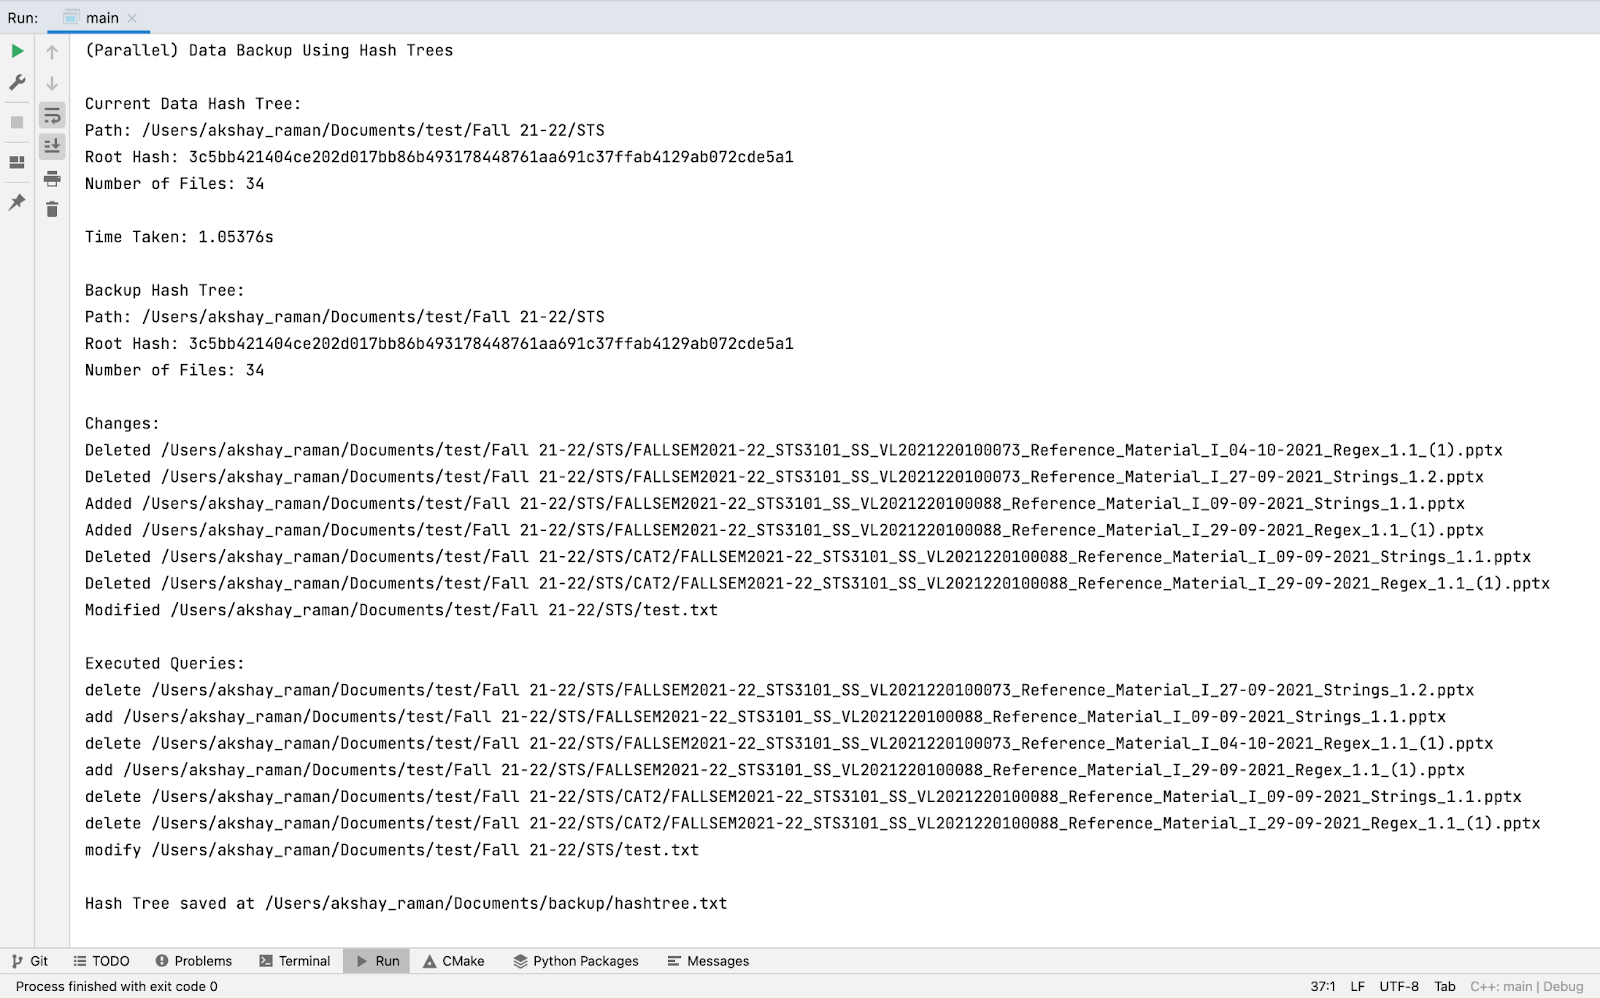 Run: main
(Parallel) Data Backup Using Hash Trees
Current Data Hash Tree:
Path: /Users/akshay_raman/Documents/test/Fall 21-22/STS
Root Hash: 3c5bb421404ce202d017bb86b493178448761aa691c37ffab4129ab072cde5a1
Number of Files: 34
Time Taken: 1.05376s
Backup Hash Tree:
Path: /Users/akshay_raman/Documents/test/Fall 21-22/STS
Root Hash: 3c5bb421404ce202d017bb86b493178448761aa691c37ffab4129ab072cde5a1
Number of Files: 34
Changes:
Deleted /Users/akshay_raman/Documents/test/Fall 21-22/STS/FALLSEM2021-22_STS3101_SS_VL2021220100073_Reference_Material_I_04-10-2021_Regex_1.1_(1).pptx
Deleted /Users/akshay_raman/Documents/test/Fall 21-22/STS/FALLSEM2021-22_STS3101_SS_VL2021220100073_Reference_Material_I_27-09-2021_Strings_1.2.pptx
Added /Users/akshay_raman/Documents/test/Fall 21-22/STS/FALLSEM2021-22_STS3101_SS_VL2021220100088_Reference_Material_I_09-09-2021_Strings_1.1.pptx
Added /Users/akshay_raman/Documents/test/Fall 21-22/STS/FALLSEM2021-22_STS3101_SS_VL2021220100088_Reference_Material_I_29-09-2021_Regex_1.1_(1).pptx
Deleted /Users/akshay_raman/Documents/test/Fall 21-22/STS/CAT2/FALLSEM2021-22_STS3101_SS_VL2021220100088_Reference_Material_I_09-09-2021_Strings_1.1.pptx
Deleted /Users/akshay_raman/Documents/test/Fall 21-22/STS/CAT2/FALLSEM2021-22_STS3101_SS_VL2021220100088_Reference_Material_I_29-09-2021_Regex_1.1_(1).pptx
Modified /Users/akshay_raman/Documents/test/Fall 21-22/STS/test.txt
Executed Queries:
delete /Users/akshay_raman/Documents/test/Fall 21-22/STS/FALLSEM2021-22_STS3101_SS_VL2021220100073_Reference_Material_I_27-09-2021_Strings_1.2.pptx
add /Users/akshay_raman/Documents/test/Fall 21-22/STS/FALLSEM2021-22_STS3101_SS_VL2021220100088_Reference_Material_I_09-09-2021_Strings_1.1.pptx
delete /Users/akshay_raman/Documents/test/Fall 21-22/STS/FALLSEM2021-22_STS3101_SS_VL2021220100073_Reference_Material_I_04-10-2021_Regex_1.1_(1).pptx
add /Users/akshay_raman/Documents/test/Fall 21-22/STS/FALLSEM2021-22_STS3101_SS_VL2021220100088_Reference_Material_I_29-09-2021_Regex_1.1_(1).pptx
delete /Users/akshay_raman/Documents/test/Fall 21-22/STS/CAT2/FALLSEM2021-22_STS3101_SS_VL2021220100088_Reference_Material_I_09-09-2021_Strings_1.1.pptx
delete /Users/akshay_raman/Documents/test/Fall 21-22/STS/CAT2/FALLSEM2021-22_STS3101_SS_VL2021220100088_Reference_Material_I_29-09-2021_Regex_1.1_(1).pptx
modify /Users/akshay_raman/Documents/test/Fall 21-22/STS/test.txt
Hash Tree saved at /Users/akshay_raman/Documents/backup/hashtree.txt
Git TODO Problems Terminal Run CMake Python Packages Messages
Process finished with exit code 0 37:1 LF UTF-8 Tab C++: main | Debug